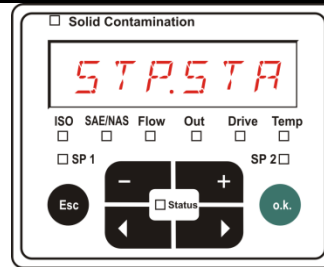 Solid Contamination
STP.STA
ISO SAE/NAS Flow Out Drive Temp
SP 1 SP 2
− +
Esc Status o.k.